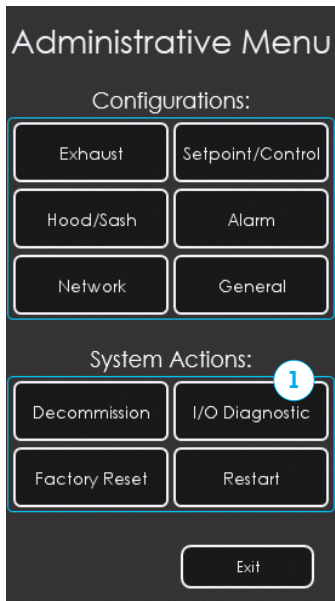 Administrative Menu
Configurations:
Exhaust Setpoint/Control
Hood/Sash Alarm
Network General
System Actions:
1
Decommission I/O Diagnostic
Factory Reset Restart
Exit